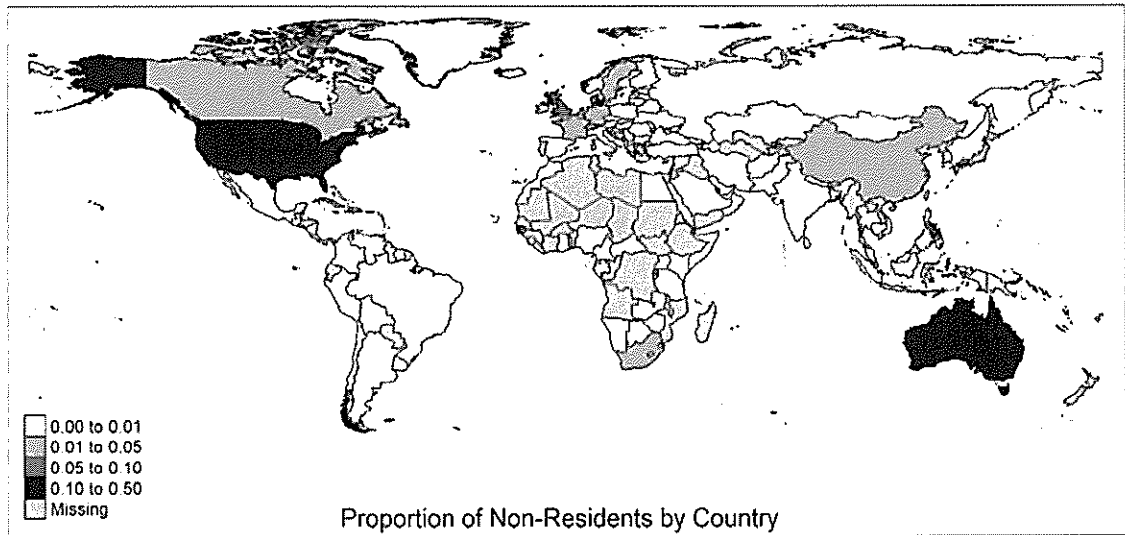 0.00 to 0.01
0.01 to 0.05
0.05 to 0.10
0.10 to 0.50
Missing
Proportion of Non-Residents by Country